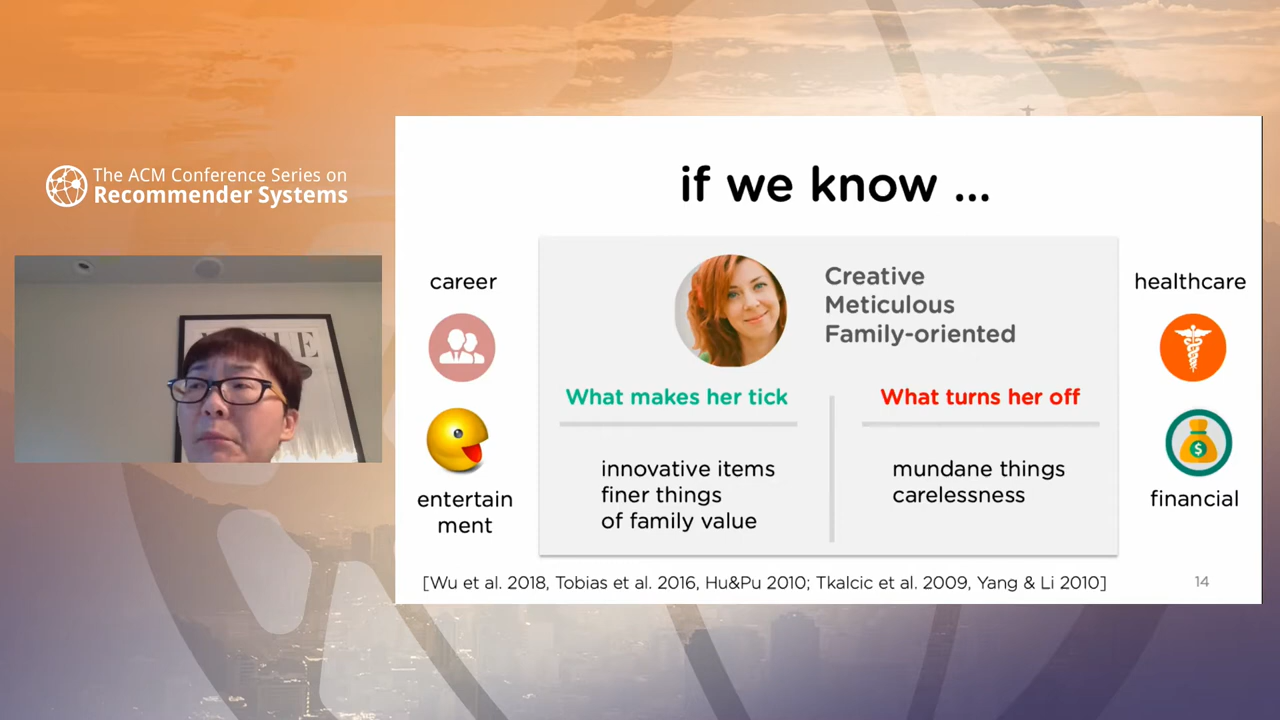 The ACM Conference Series on
Recommender Systems
if we know ...
career
healthcare
Creative
Meticulous
Family-oriented
What makes her tick
What turns her off
innovative items
finer things
of family value
mundane things
carelessness
entertain
ment
financial
[Wu et al. 2018, Tobias et al. 2016, Hu&Pu 2010; Tkalcic et al. 2009, Yang & Li 2010]
14